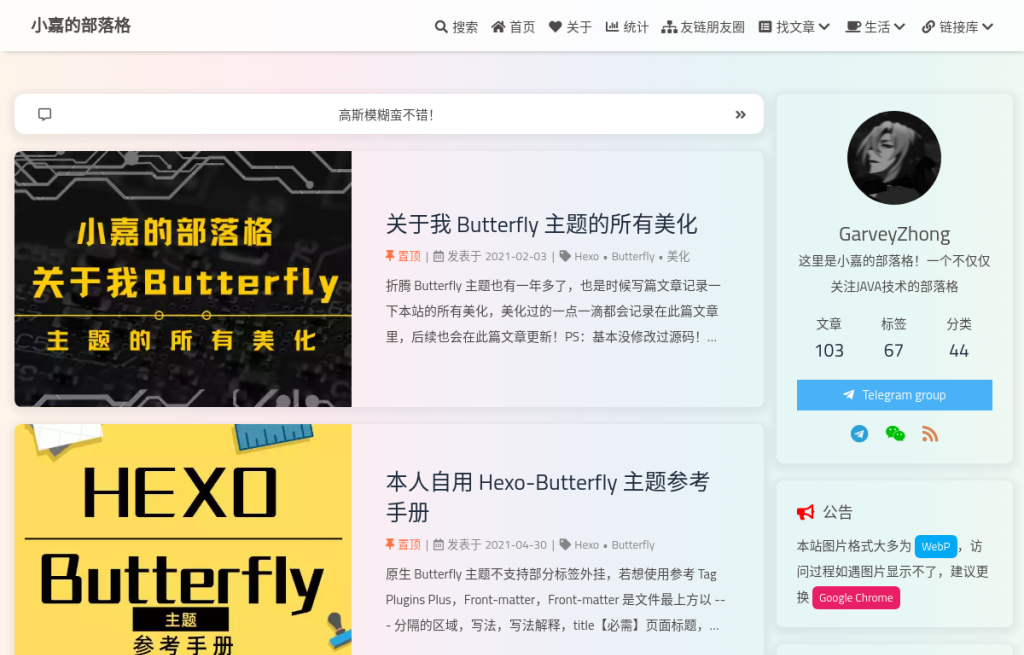 小嘉的部落格
搜索 首页 关于 统计 友链朋友圈 找文章 生活 链接库
高斯模糊蛮不错！
小嘉的部落格
关于我Butterfly
主题的所有美化
关于我 Butterfly 主题的所有美化
置顶 | 发表于 2021-02-03 | Hexo • Butterfly • 美化
折腾 Butterfly 主题也有一年多了，也是时候写篇文章记录一
下本站的所有美化，美化过的一点一滴都会记录在此篇文章
里，后续也会在此篇文章更新！PS：基本没修改过源码！...
HEXO
Butterfly
主题
参考手册
本人自用 Hexo-Butterfly 主题参考
手册
置顶 | 发表于 2021-04-30 | Hexo • Butterfly
原生 Butterfly 主题不支持部分标签外挂，若想使用参考 Tag
Plugins Plus，Front-matter，Front-matter 是文件最上方以 --
- 分隔的区域，写法，写法解释，title【必需】页面标题，...
GarveyZhong
这里是小嘉的部落格！一个不仅仅
关注JAVA技术的部落格
文章 标签 分类
103 67 44
Telegram group
公告
本站图片格式大多为 WebP，访
问过程如遇图片显示不了，建议更
换 Google Chrome